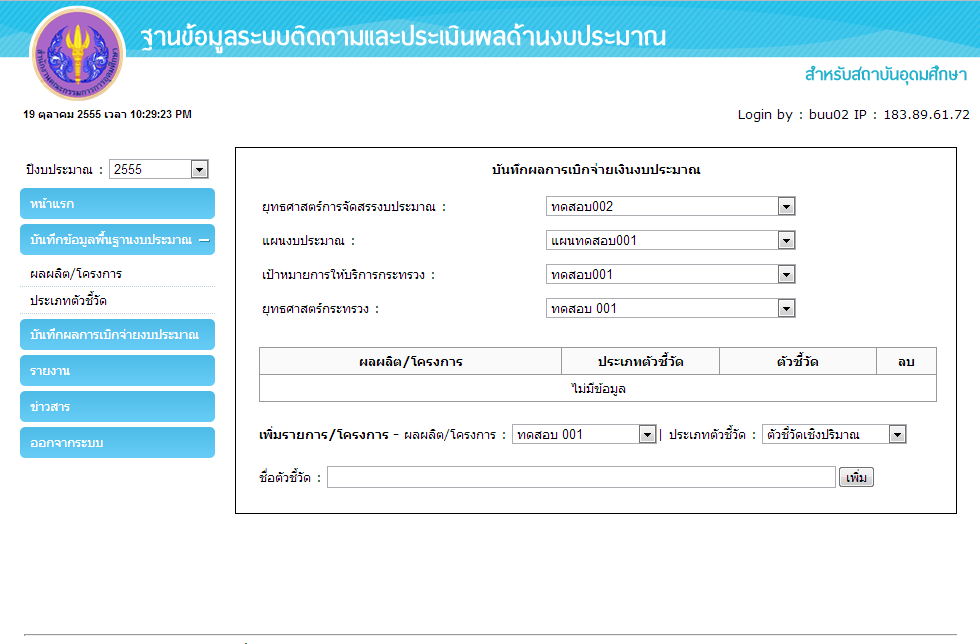 ฐานข้อมูลระบบติดตามและประเมินผลด้านงบประมาณ
สำหรับสถาบันอุดมศึกษา
19 ตุลาคม 2555 เวลา 10:29:23 PM
Login by : buu02 IP : 183.89.61.72
ปีงบประมาณ : 2555
หน้าแรก
บันทึกข้อมูลพื้นฐานงบประมาณ
ผลผลิต/โครงการ
ประเภทตัวชี้วัด
บันทึกผลการเบิกจ่ายงบประมาณ
รายงาน
ข่าวสาร
ออกจากระบบ
บันทึกผลการเบิกจ่ายเงินงบประมาณ
ยุทธศาสตร์การจัดสรรงบประมาณ : ทดสอบ002
แผนงบประมาณ : แผนทดสอบ001
เป้าหมายการให้บริการกระทรวง : ทดสอบ001
ยุทธศาสตร์กระทรวง : ทดสอบ 001
ผลผลิต/โครงการ ประเภทตัวชี้วัด ตัวชี้วัด ลบ
ไม่มีข้อมูล
เพิ่มรายการ/โครงการ - ผลผลิต/โครงการ : ทดสอบ 001 | ประเภทตัวชี้วัด : ตัวชี้วัดเชิงปริมาณ
ชื่อตัวชี้วัด : เพิ่ม